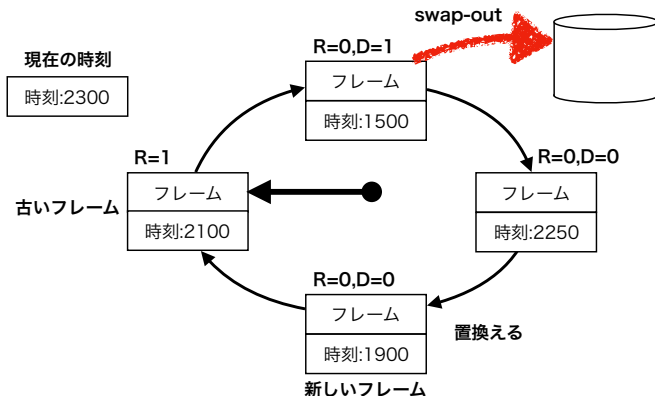 swap-out
R=0,D=1
現在の時刻
時刻:2300
フレーム
時刻:1500
R=1
R=0,D=0
フレーム
フレーム
古いフレーム
時刻:2100
時刻:2250
R=0,D=0
フレーム
置換える
時刻:1900
新しいフレーム